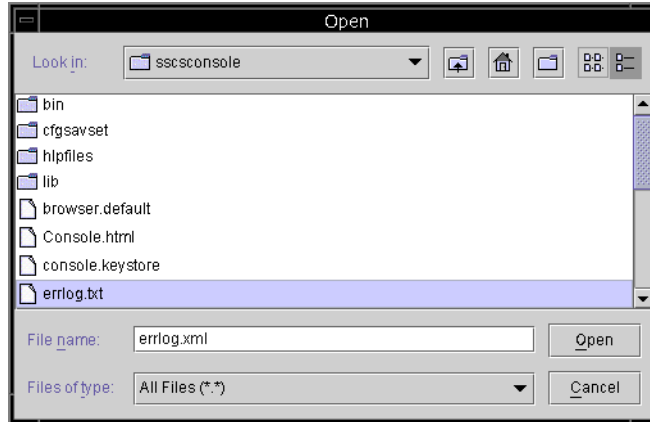 Open
Look in: sscsconsole
bin
cfgsavset
hlpfiles
lib
browser.default
Console.html
console.keystore
errlog.txt
File name: errlog.xml Open
Files of type: All Files (*.*) Cancel